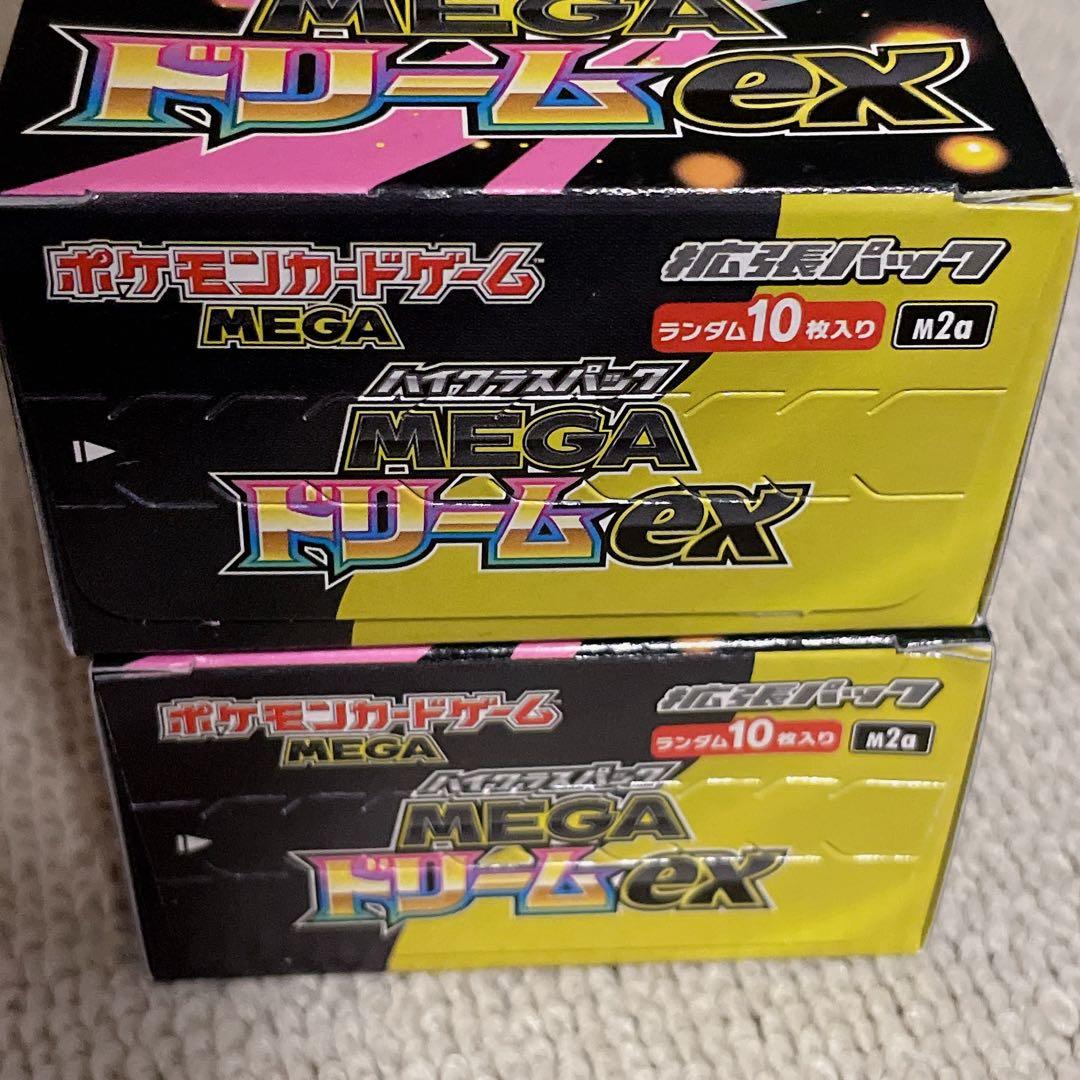 MEGA
ドリームex
ポケモンカードゲーム™
MEGA
拡張パック
ランダム10枚入り M2a
ハイクラスパック
MEGA
ドリームex
ポケモンカードゲーム
MEGA
拡張パック
ランダム10枚入り M2a
ハイクラスパック
MEGA
ドリームex